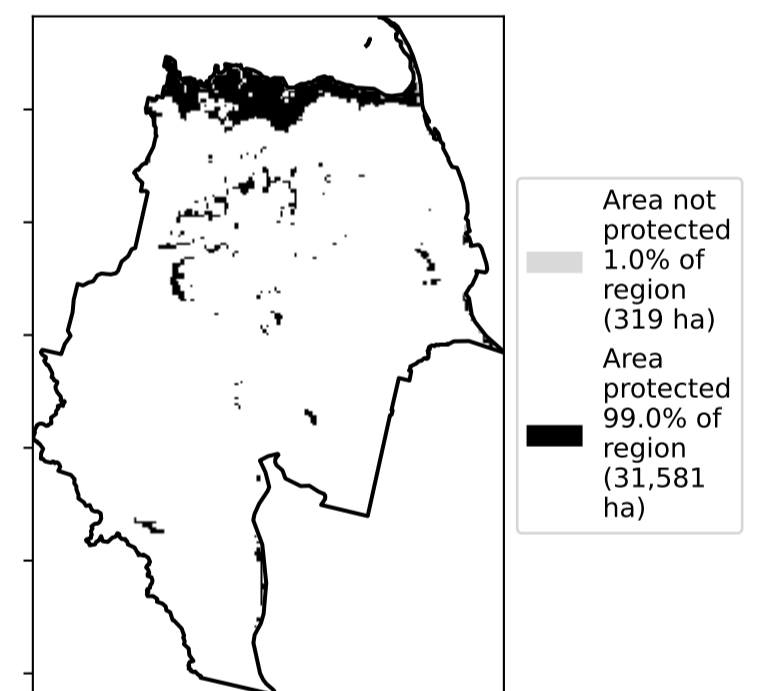 Area not
protected
1.0% of
region
(319 ha)
Area
protected
99.0% of
region
(31,581
ha)